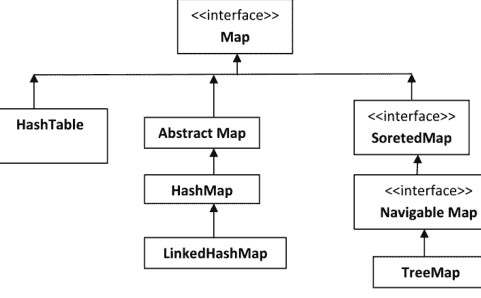 <<interface>>
Map
HashTable
Abstract Map
<<interface>>
SoretedMap
HashMap
<<interface>>
Navigable Map
LinkedHashMap
TreeMap